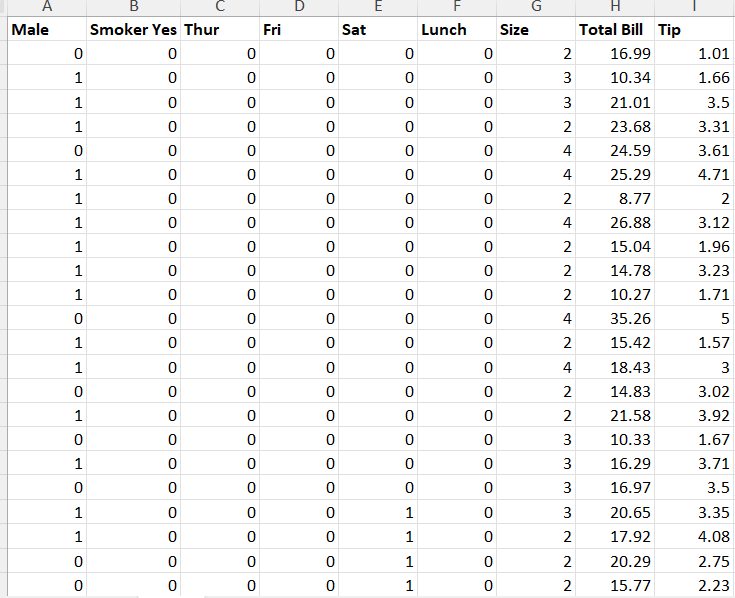 A B C D E F G H I
Male Smoker Yes Thur Fri Sat Lunch Size Total Bill Tip
0 0 0 0 0 0 2 16.99 1.01
1 0 0 0 0 0 3 10.34 1.66
1 0 0 0 0 0 3 21.01 3.5
1 0 0 0 0 0 2 23.68 3.31
0 0 0 0 0 0 4 24.59 3.61
1 0 0 0 0 0 4 25.29 4.71
1 0 0 0 0 0 2 8.77 2
1 0 0 0 0 0 4 26.88 3.12
1 0 0 0 0 0 2 15.04 1.96
1 0 0 0 0 0 2 14.78 3.23
1 0 0 0 0 0 2 10.27 1.71
0 0 0 0 0 0 4 35.26 5
1 0 0 0 0 0 2 15.42 1.57
1 0 0 0 0 0 4 18.43 3
0 0 0 0 0 0 2 14.83 3.02
1 0 0 0 0 0 2 21.58 3.92
0 0 0 0 0 0 3 10.33 1.67
1 0 0 0 0 0 3 16.29 3.71
0 0 0 0 0 0 3 16.97 3.5
1 0 0 0 1 0 3 20.65 3.35
1 0 0 0 1 0 2 17.92 4.08
0 0 0 0 1 0 2 20.29 2.75
0 0 0 0 1 0 2 15.77 2.23